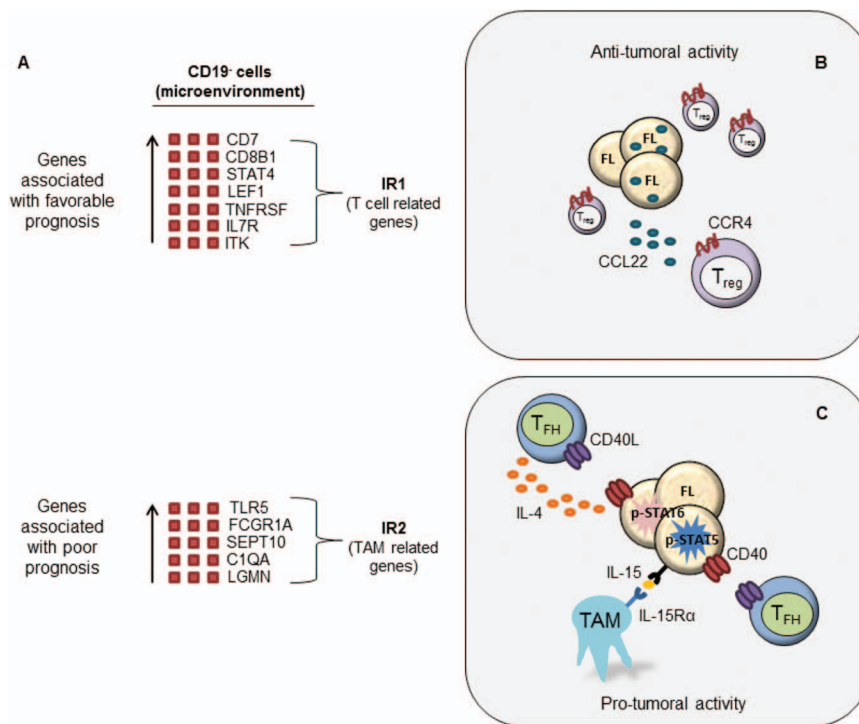 A
CD19- cells
(microenvironment)
Genes
associated
with favorable
prognosis
CD7
CD8B1
STAT4
LEF1
TNFRSF
IL7R
ITK
IR1
(T cell related
genes)
Genes
associated
with poor
prognosis
TLR5
FCGR1A
SEPT10
C1QA
LGMN
IR2
(TAM related
genes)
Anti-tumoral activity
B
Treg
Treg
FL
FL
FL
Treg
CCR4
CCL22
Treg
C
TFH
CD40L
IL-4
FL
p-STAT6
p-STAT5
CD40
IL-15
IL-15Rα
TAM
TFH
Pro-tumoral activity